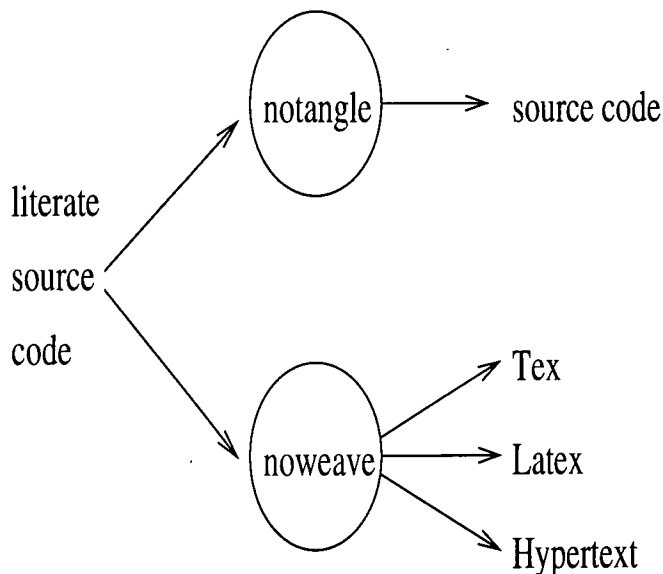 notangle
source code
literate
source
code
noweave
Tex
Latex
Hypertext